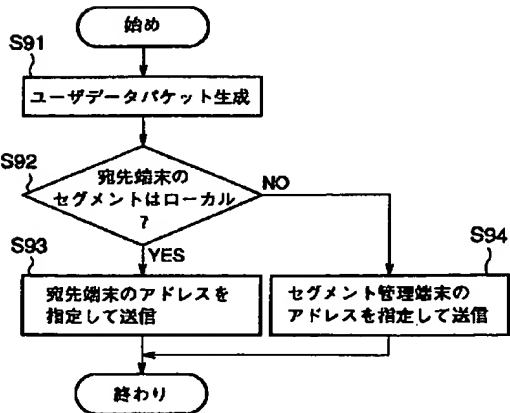 始め
S91
ユーザデータパケット生成
S92
宛先端末の
セグメントはローカル
?
NO
YES
S93
宛先端末のアドレスを
指定して送信
S94
セグメント管理端末の
アドレスを指定して送信
終わり